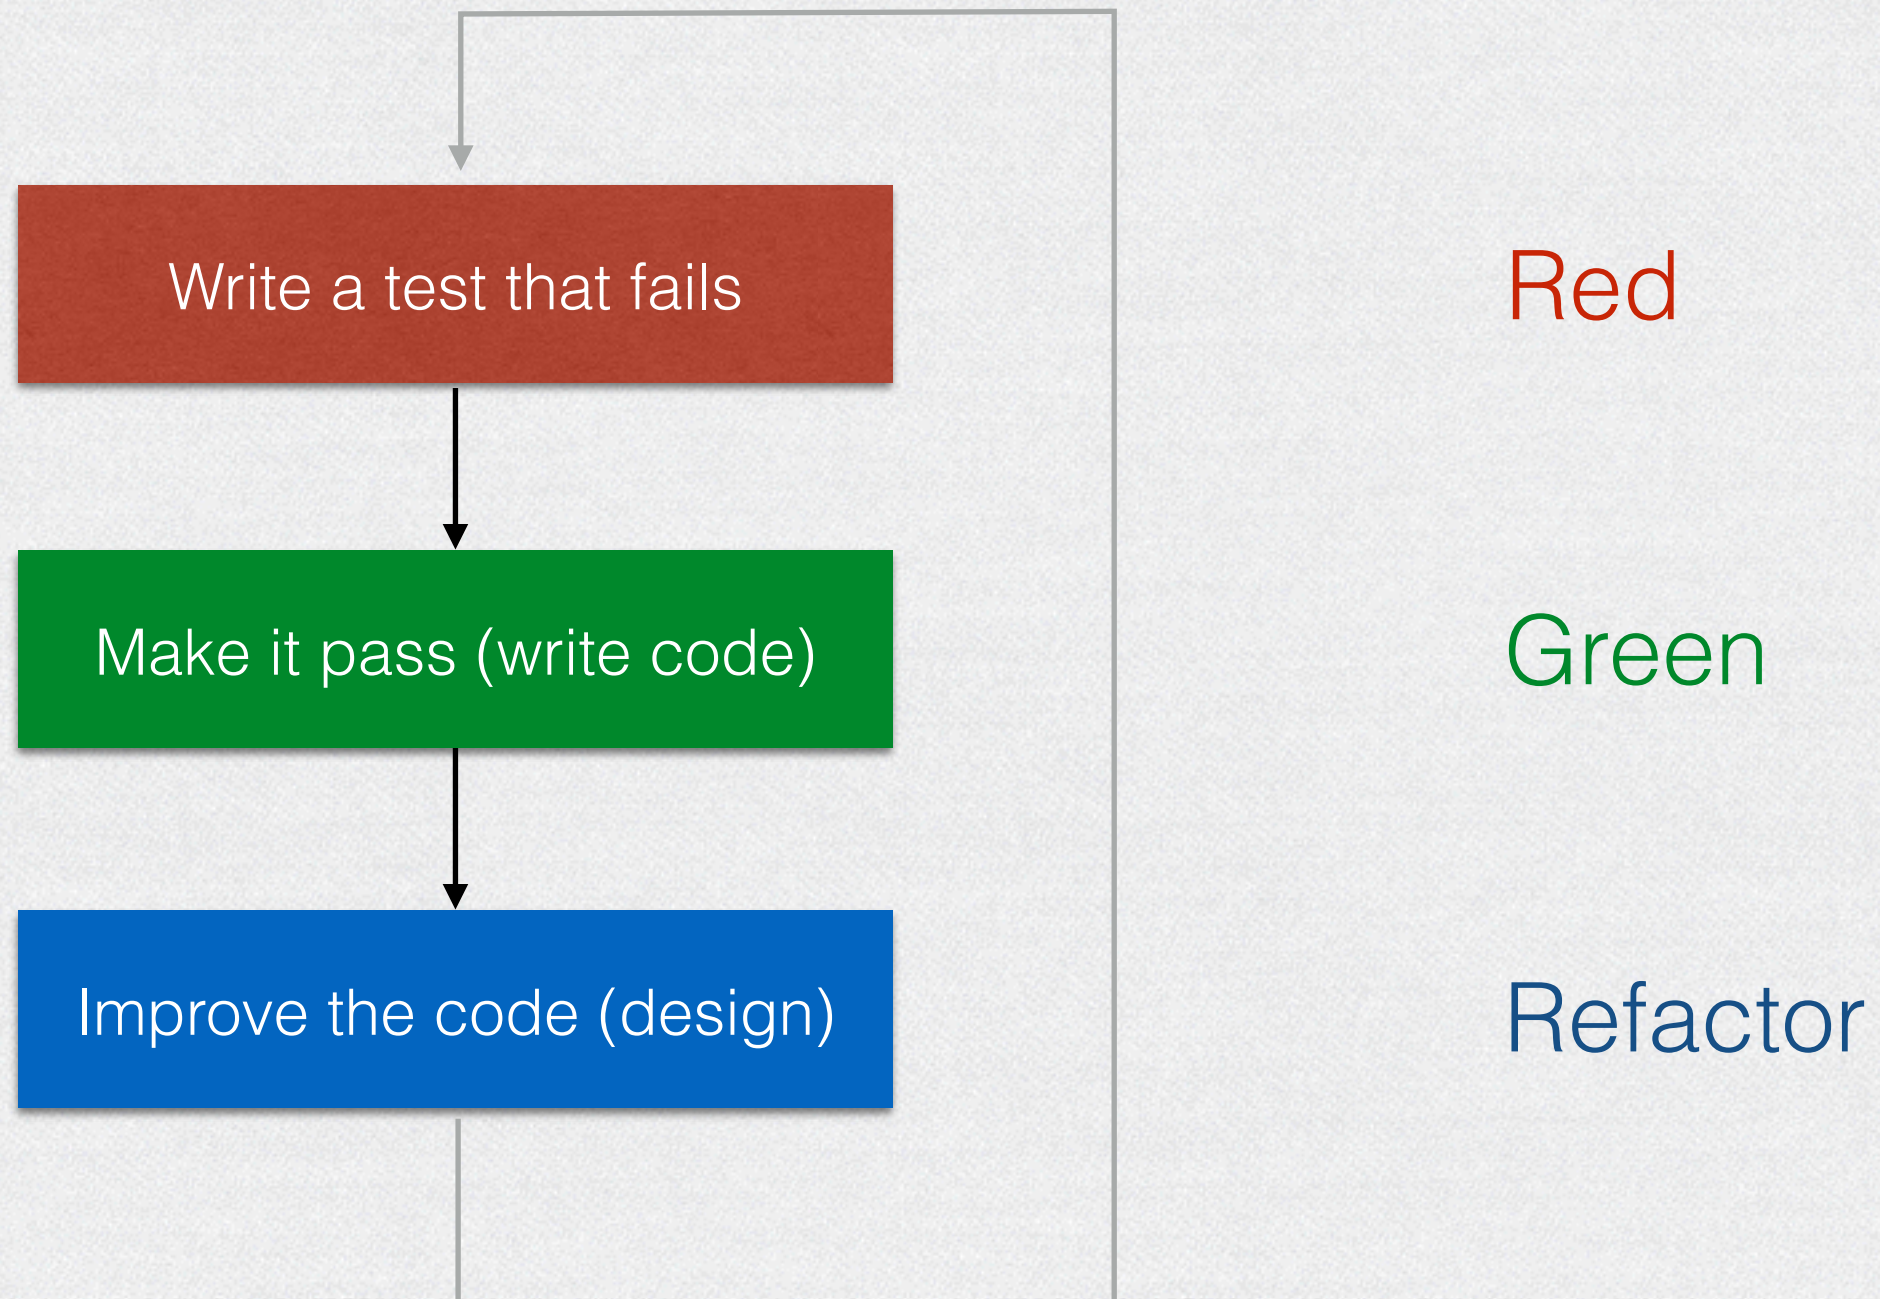 Write a test that fails
Red
Make it pass (write code)
Green
Improve the code (design)
Refactor